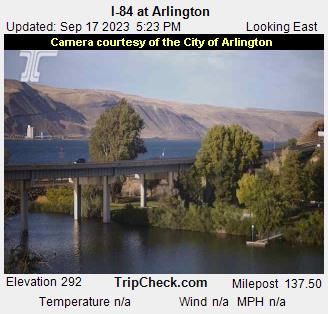 I-84 at Arlington
Updated: Sep 17 2023 5:23 PM Looking East
Camera courtesy of the City of Arlington
Elevation 292 TripCheck.com Milepost 137.50
Temperature n/a Wind n/a MPH n/a